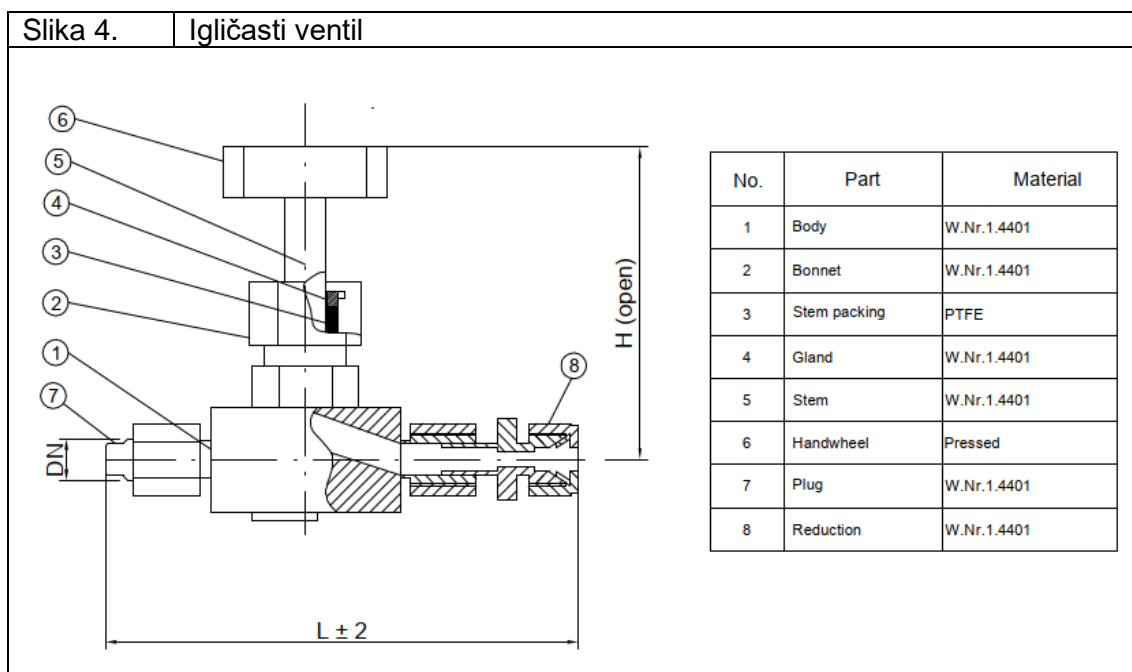 Slika 4. Igličasti ventil
6
5
4
3
2
1
7
8
DN
H (open)
L ± 2
No. Part Material
1 Body W.Nr.1.4401
2 Bonnet W.Nr.1.4401
3 Stem packing PTFE
4 Gland W.Nr.1.4401
5 Stem W.Nr.1.4401
6 Handwheel Pressed
7 Plug W.Nr.1.4401
8 Reduction W.Nr.1.4401